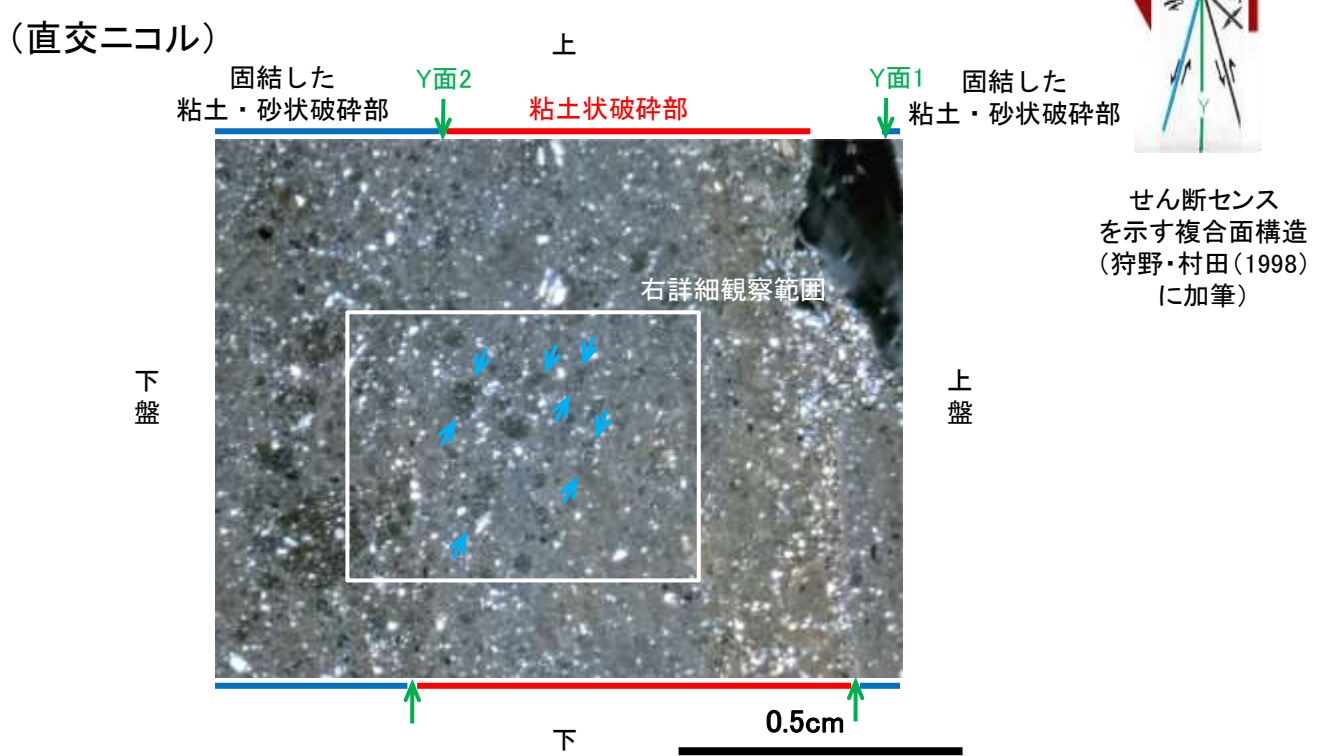 （直交ニコル）
上
固結した
粘土・砂状破砕部
Y面2
粘土状破砕部
Y面1
固結した
粘土・砂状破砕部
X
Y
せん断センス
を示す複合面構造
（狩野・村田（1998）
に加筆）
右詳細観察範囲
下
盤
上
盤
0.5cm
下